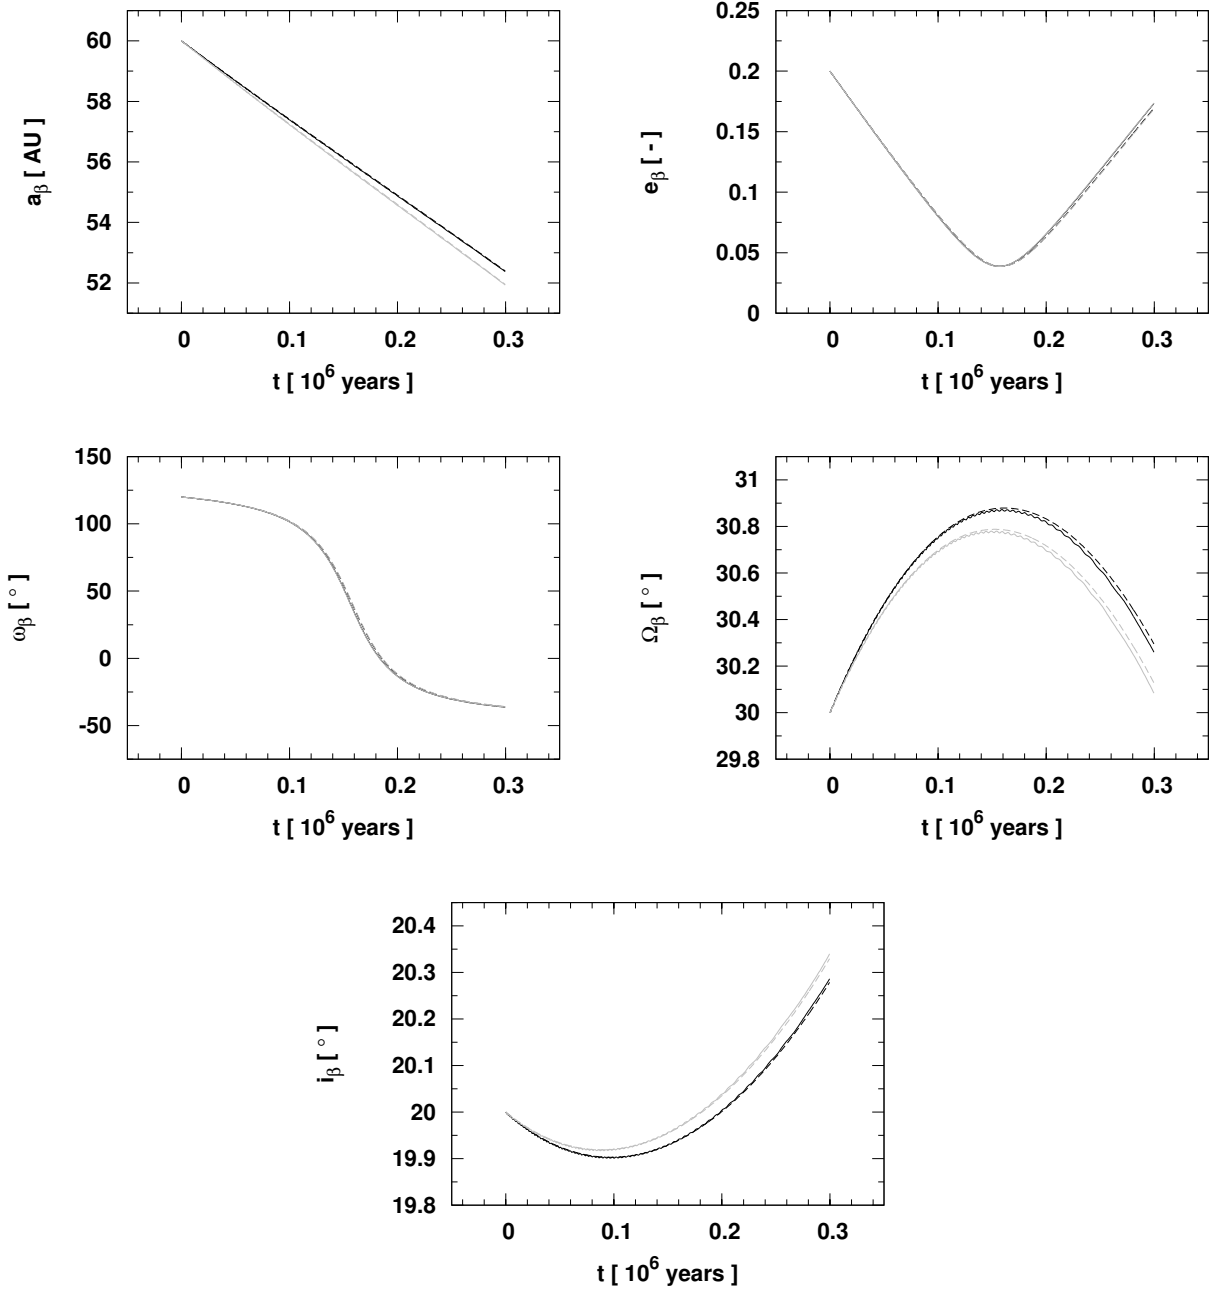 60
58
56
54
52
a_β [ AU ]
0 0.1 0.2 0.3
t [ 10^6 years ]
0.25
0.2
0.15
0.1
0.05
0
e_β [ - ]
0 0.1 0.2 0.3
t [ 10^6 years ]
150
100
50
0
-50
ω_β [ ° ]
0 0.1 0.2 0.3
t [ 10^6 years ]
31
30.8
30.6
30.4
30.2
30
29.8
Ω_β [ ° ]
0 0.1 0.2 0.3
t [ 10^6 years ]
20.4
20.3
20.2
20.1
20
19.9
19.8
i_β [ ° ]
0 0.1 0.2 0.3
t [ 10^6 years ]